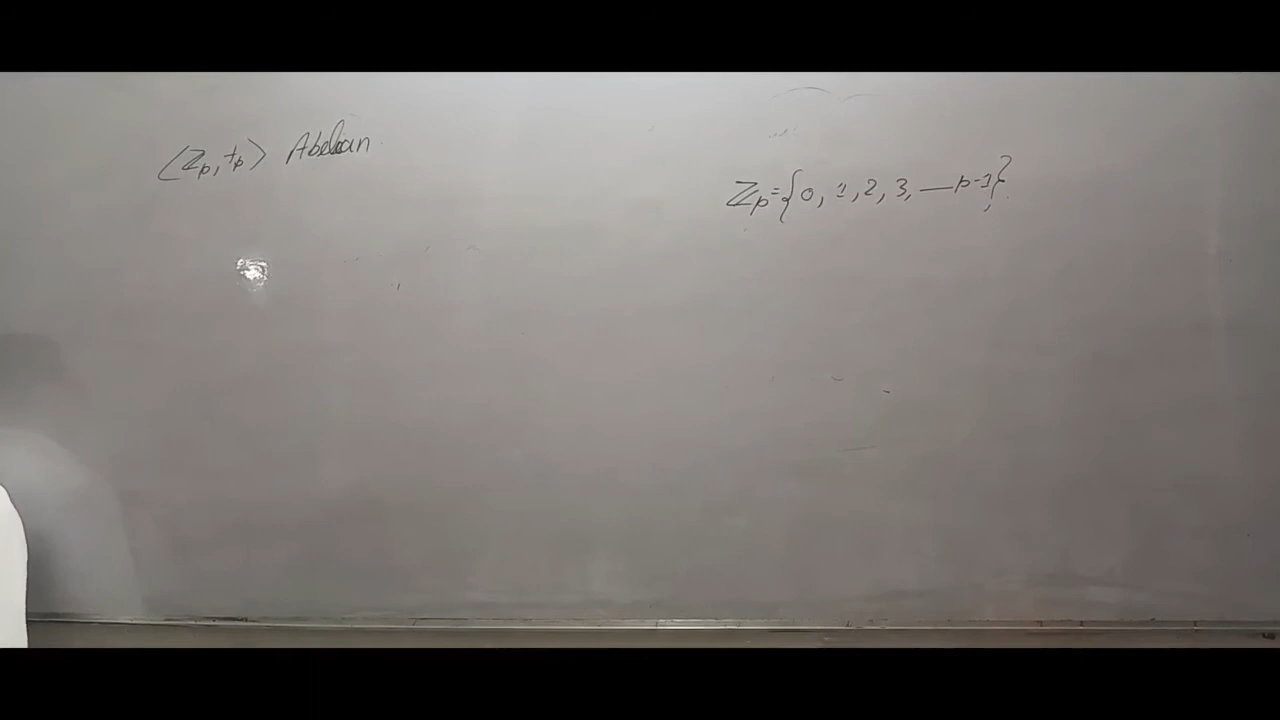 ⟨ℤₚ, +ₚ⟩ Abelian
ℤₚ = {0, 1, 2, 3, — p-1}